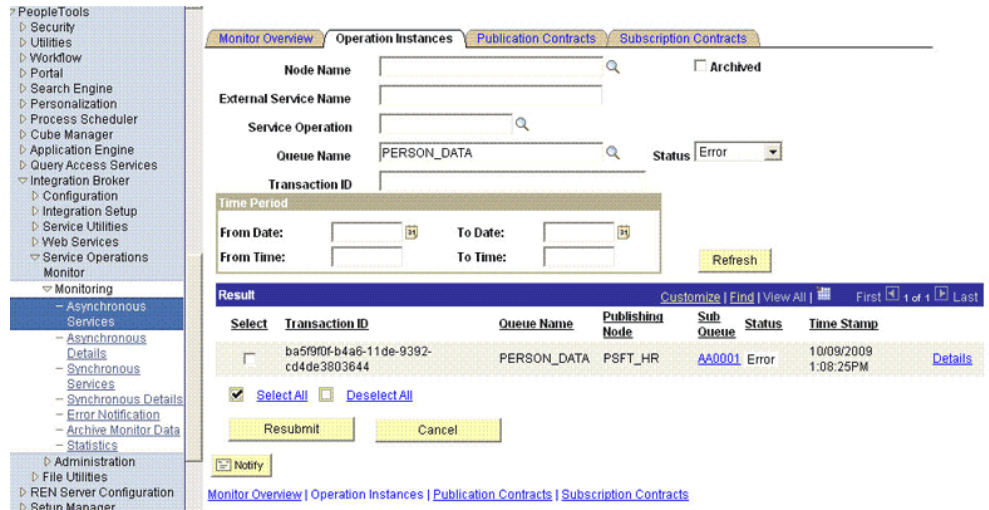 PeopleTools
Security
Utilities
Workflow
Portal
Search Engine
Personalization
Process Scheduler
Cube Manager
Application Engine
Query Access Services
Integration Broker
Configuration
Integration Setup
Service Utilities
Web Services
Service Operations
Monitor
Monitoring
– Asynchronous
Services
– Asynchronous
Details
– Synchronous
Services
– Synchronous Details
– Error Notification
– Archive Monitor Data
– Statistics
Administration
File Utilities
REN Server Configuration
Setup Manager
Monitor Overview Operation Instances Publication Contracts Subscription Contracts
Node Name Archived
External Service Name
Service Operation
Queue Name PERSON_DATA Status Error
Transaction ID
Time Period
From Date: 31 To Date: 31
From Time: To Time:
Refresh
Result Customize | Find | View All | First 1 of 1 Last
Select Transaction ID Queue Name Publishing Node Sub Queue Status Time Stamp
ba5f9f0f-b4a6-11de-9392-
cd4de3803644 PERSON_DATA PSFT_HR AA0001 Error 10/09/2009
1:08:25PM Details
Select All Deselect All
Resubmit Cancel
Notify
Monitor Overview | Operation Instances | Publication Contracts | Subscription Contracts